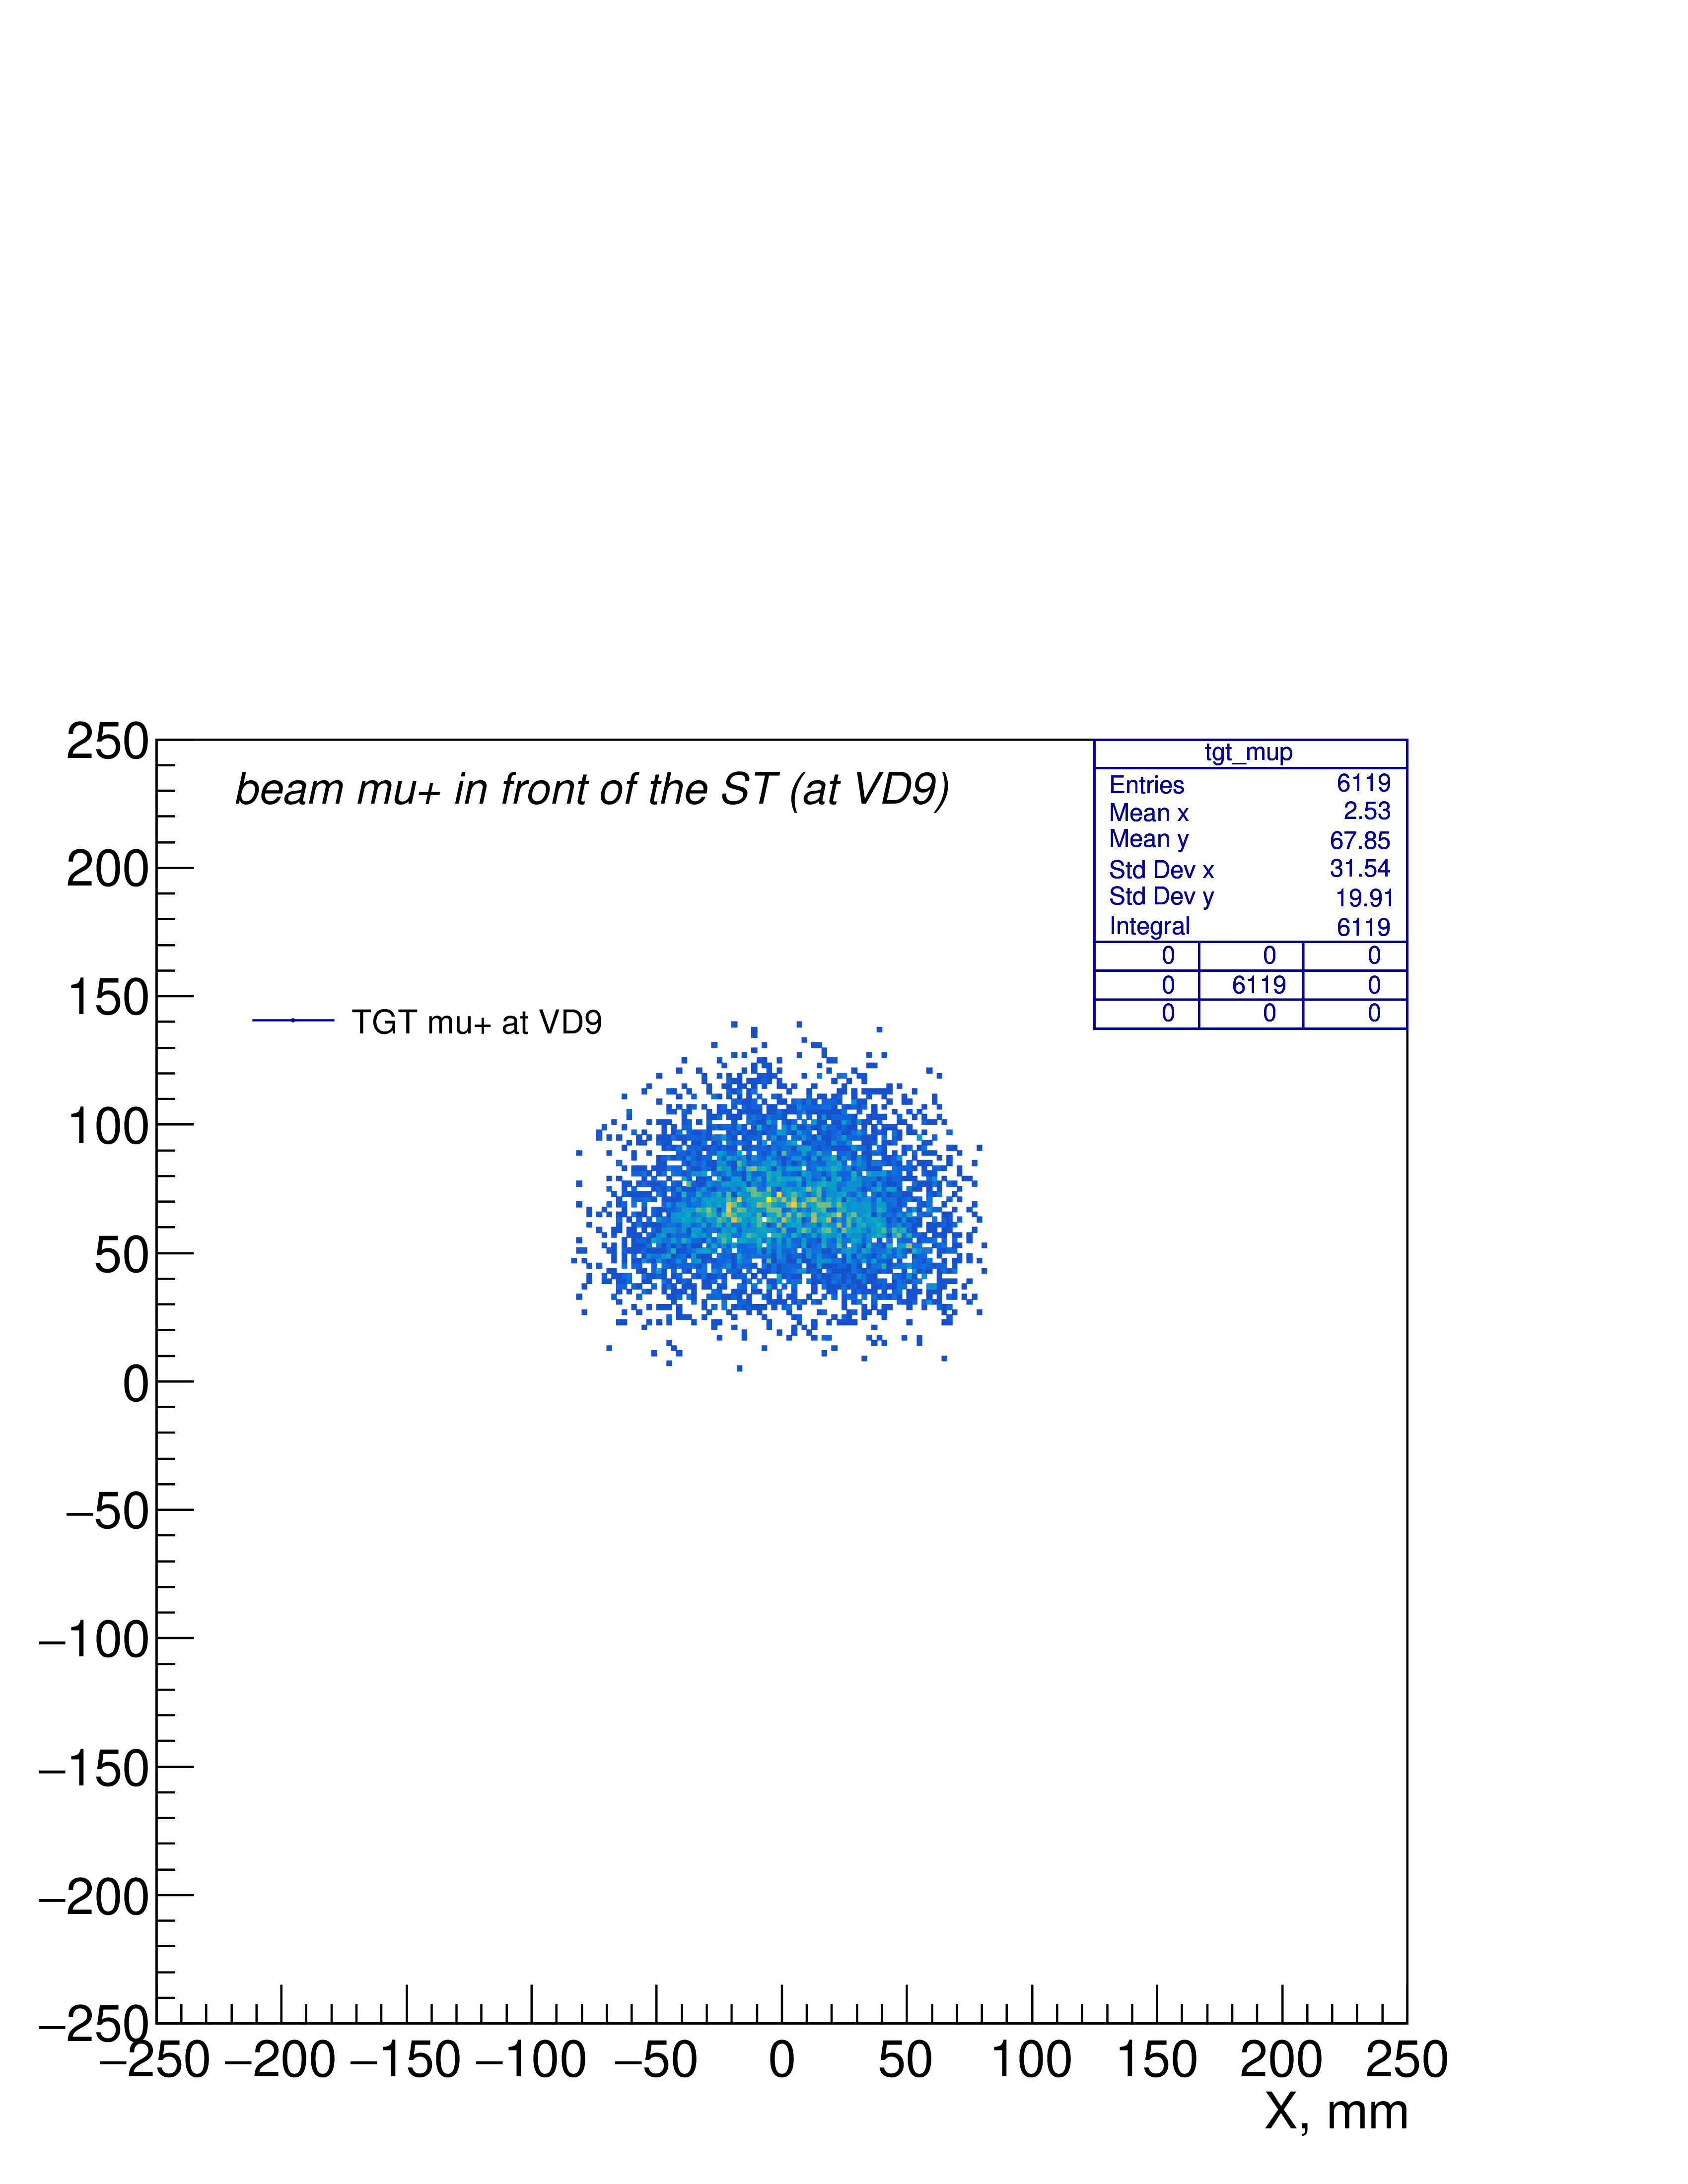 250
beam mu+ in front of the ST (at VD9)
tgt_mup
Entries 6119
Mean x 2.53
Mean y 67.85
Std Dev x 31.54
Std Dev y 19.91
Integral 6119
0 0 0
0 6119 0
0 0 0
200
150
TGT mu+ at VD9
100
50
0
−50
−100
−150
−200
−250
−250 −200 −150 −100 −50 0 50 100 150 200 250
X, mm